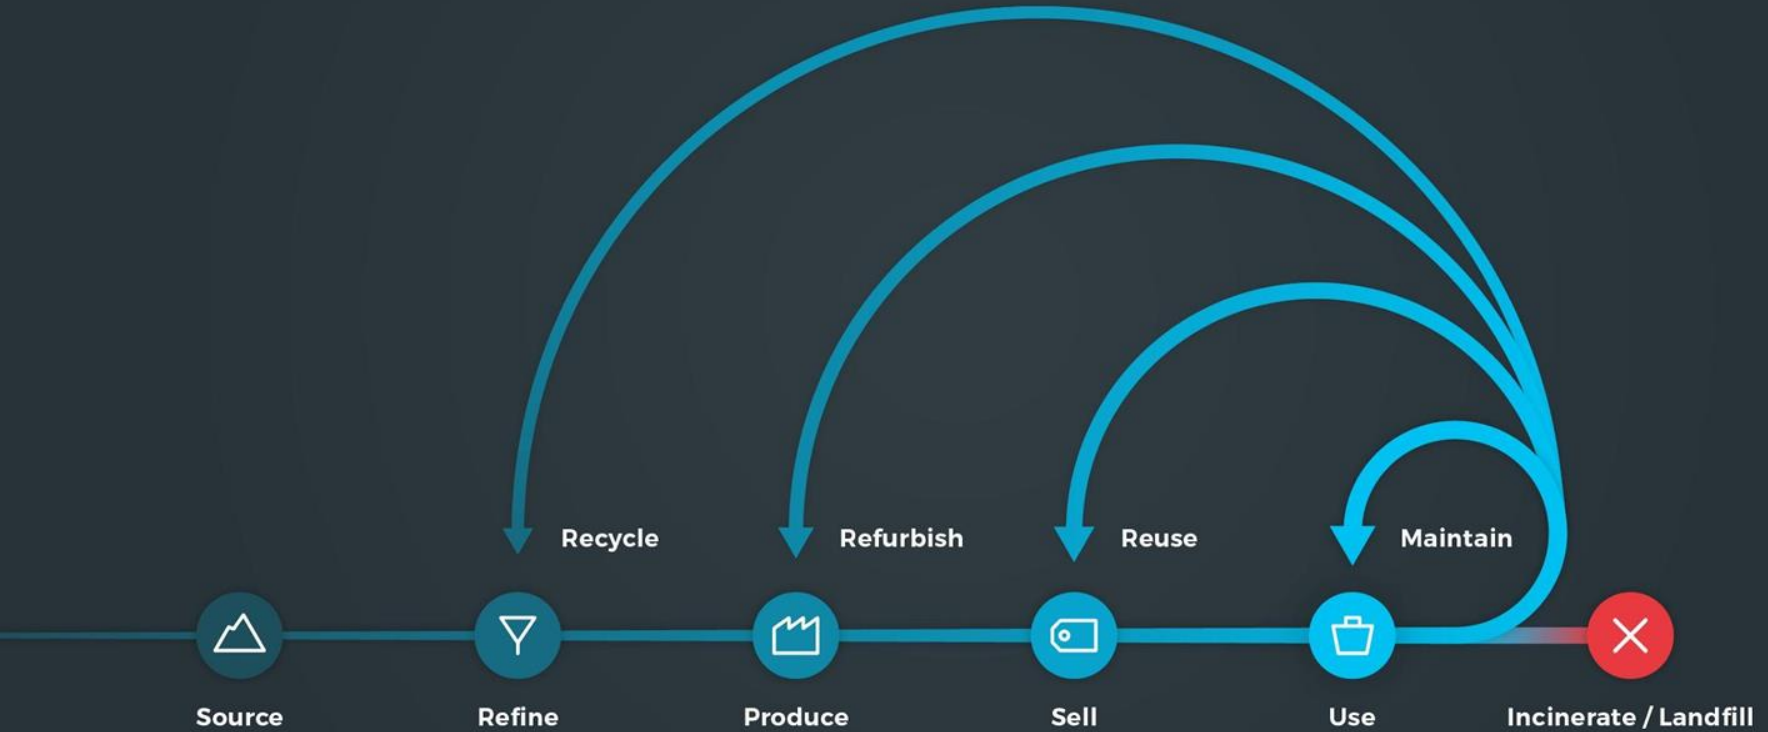 Recycle
Refurbish
Reuse
Maintain
Source
Refine
Produce
Sell
Use
Incinerate / Landfill